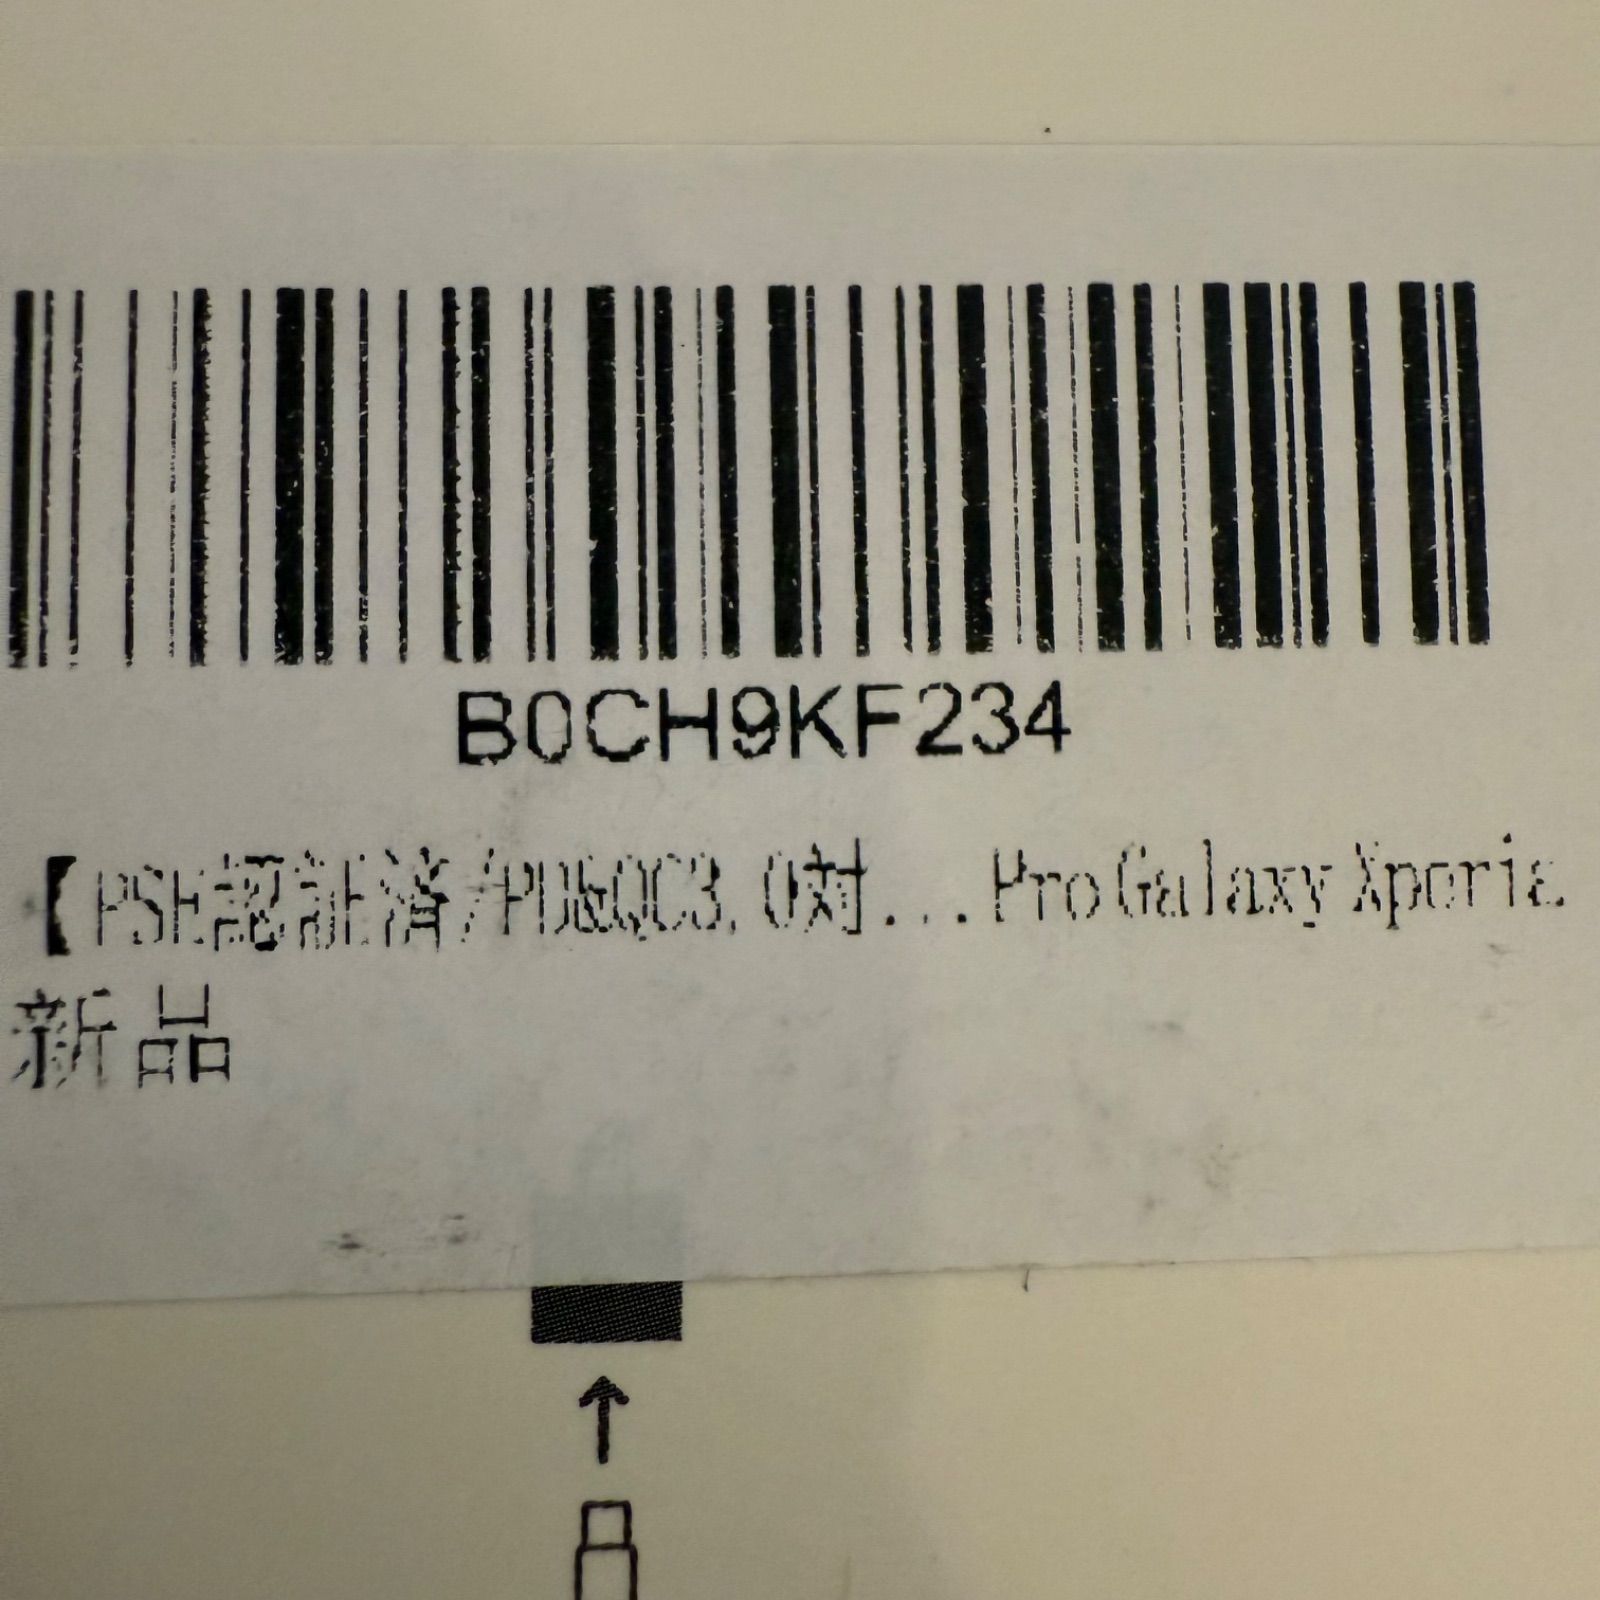 B0CH9KF234
【PSE認証済/PD&QC3.0対]...Pro Galaxy Xperia
新品